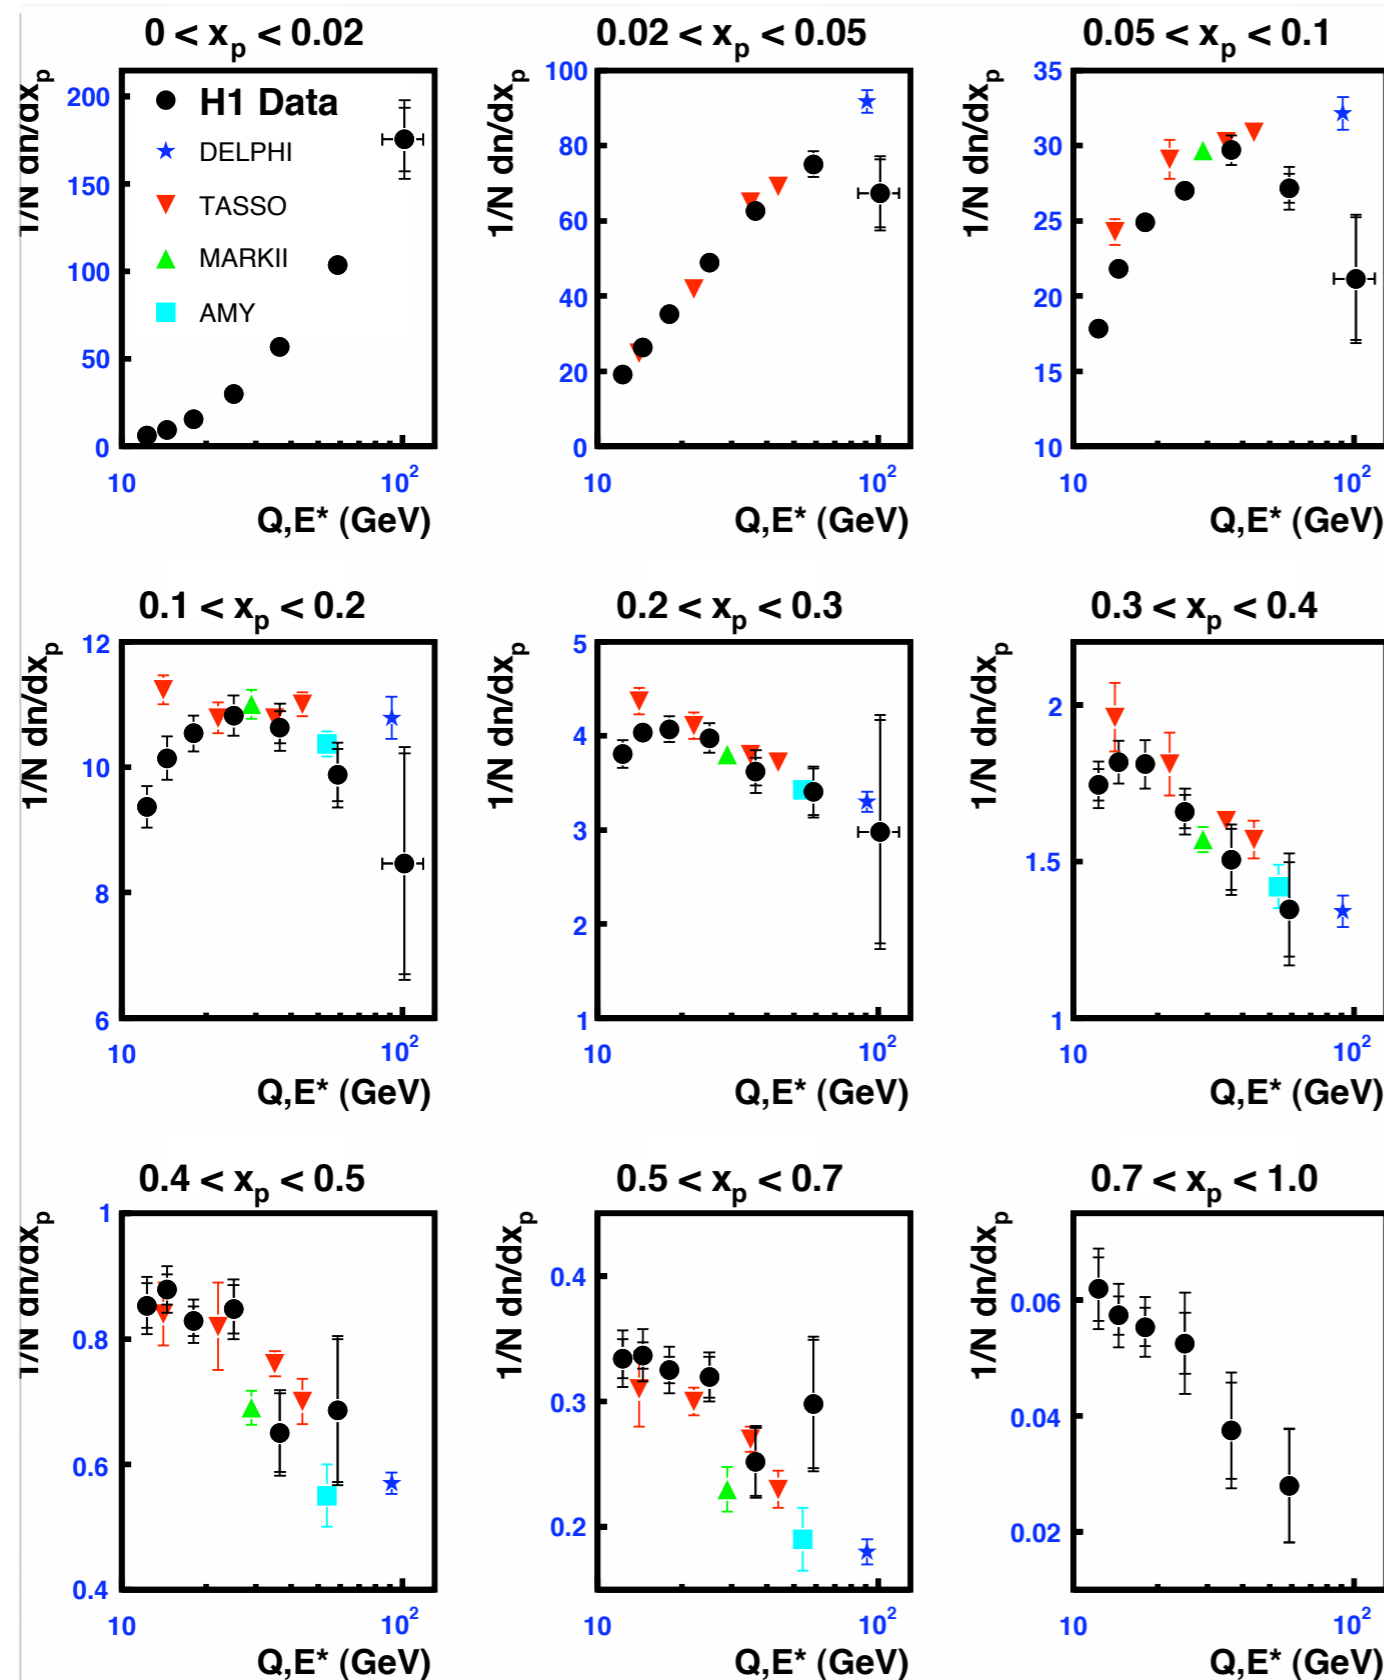 0 < xp < 0.02
1/N dn/dxp
200
150
100
50
0
H1 Data
DELPHI
TASSO
MARKII
AMY
10
10²
Q,E* (GeV)
0.02 < xp < 0.05
1/N dn/dxp
100
80
60
40
20
0
10
10²
Q,E* (GeV)
0.05 < xp < 0.1
1/N dn/dxp
35
30
25
20
15
10
10
10²
Q,E* (GeV)
0.1 < xp < 0.2
1/N dn/dxp
12
10
8
6
10
10²
Q,E* (GeV)
0.2 < xp < 0.3
1/N dn/dxp
5
4
3
2
1
10
10²
Q,E* (GeV)
0.3 < xp < 0.4
1/N dn/dxp
2
1.5
1
10
10²
Q,E* (GeV)
0.4 < xp < 0.5
1/N dn/dxp
1
0.8
0.6
0.4
10
10²
Q,E* (GeV)
0.5 < xp < 0.7
1/N dn/dxp
0.4
0.3
0.2
10
10²
Q,E* (GeV)
0.7 < xp < 1.0
1/N dn/dxp
0.06
0.04
0.02
10
10²
Q,E* (GeV)